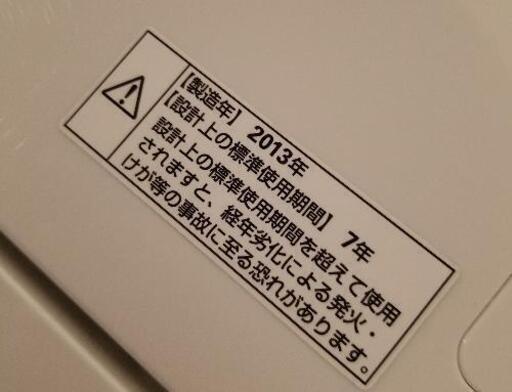 【製造年】 2013年
【設計上の標準使用期間】 7年
設計上の標準使用期間を超えて使用
されますと、経年劣化による発火・
けが等の事故に至る恐れがあります。